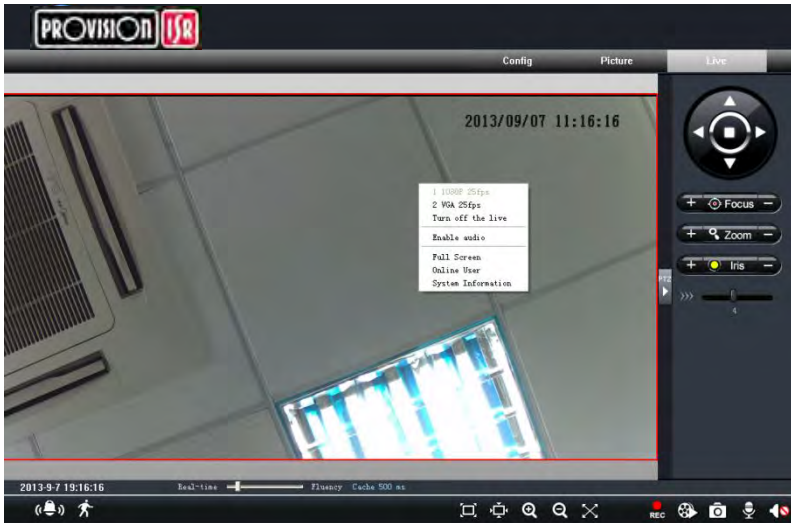 PROVISION ISR
Config Picture Live
2013/09/07 11:16:16
1 1080P 25fps
2 VGA 25fps
Turn off the live
Enable audio
Full Screen
Online User
System Information
+ Focus -
+ Zoom -
+ Iris -
PTZ
4
2013-9-7 19:16:16 Real-time Fluency Cache 500 ms
REC